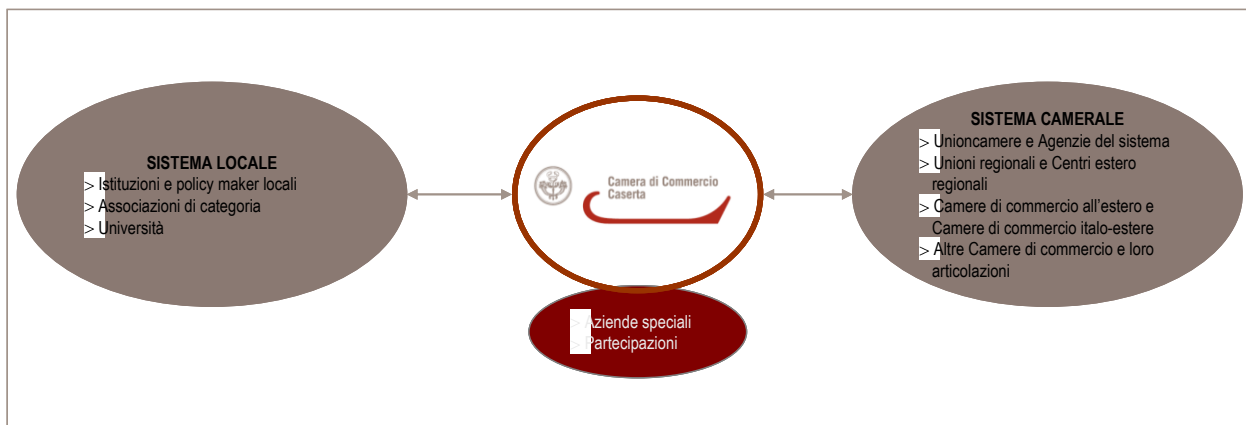 SISTEMA LOCALE
> Istituzioni e policy maker locali
> Associazioni di categoria
> Università
Camera di Commercio
Caserta
> Aziende speciali
> Partecipazioni
SISTEMA CAMERALE
> Unioncamere e Agenzie del sistema
> Unioni regionali e Centri estero
regionali
> Camere di commercio all’estero e
Camere di commercio italo-estere
> Altre Camere di commercio e loro
articolazioni